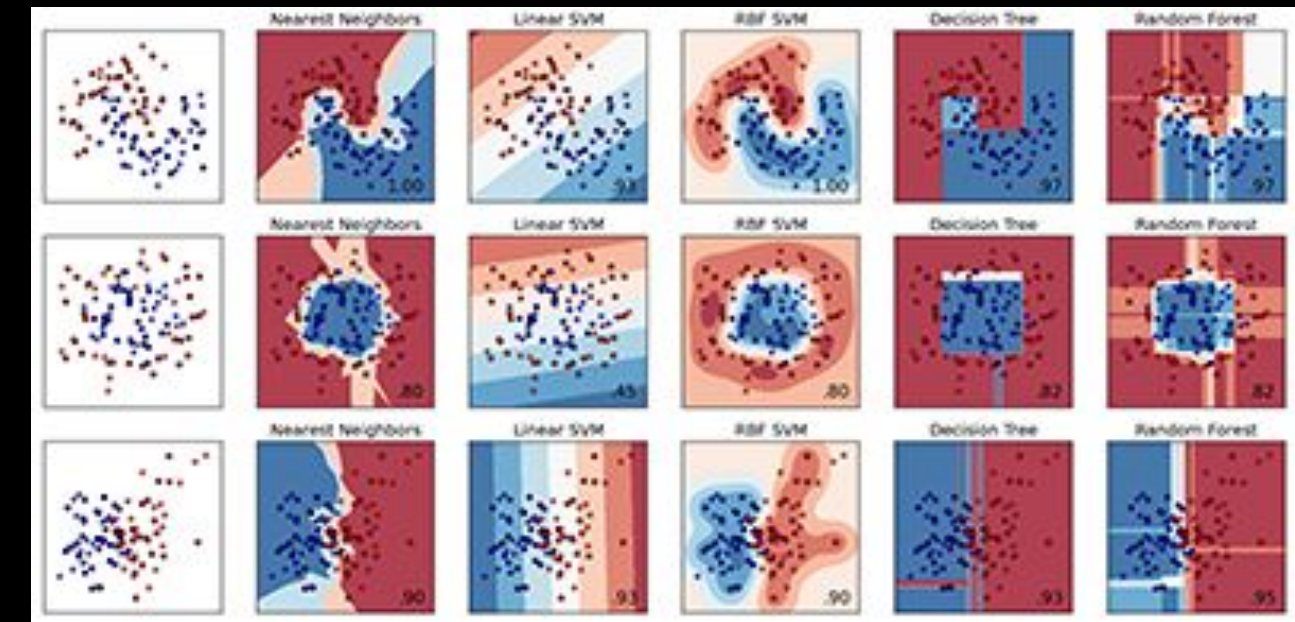 Nearest Neighbors Linear SVM RBF SVM Decision Tree Random Forest
1.00 .93 1.00 .97 .97
Nearest Neighbors Linear SVM RBF SVM Decision Tree Random Forest
.80 .45 .80 .82 .82
Nearest Neighbors Linear SVM RBF SVM Decision Tree Random Forest
.90 .93 .90 .93 .95